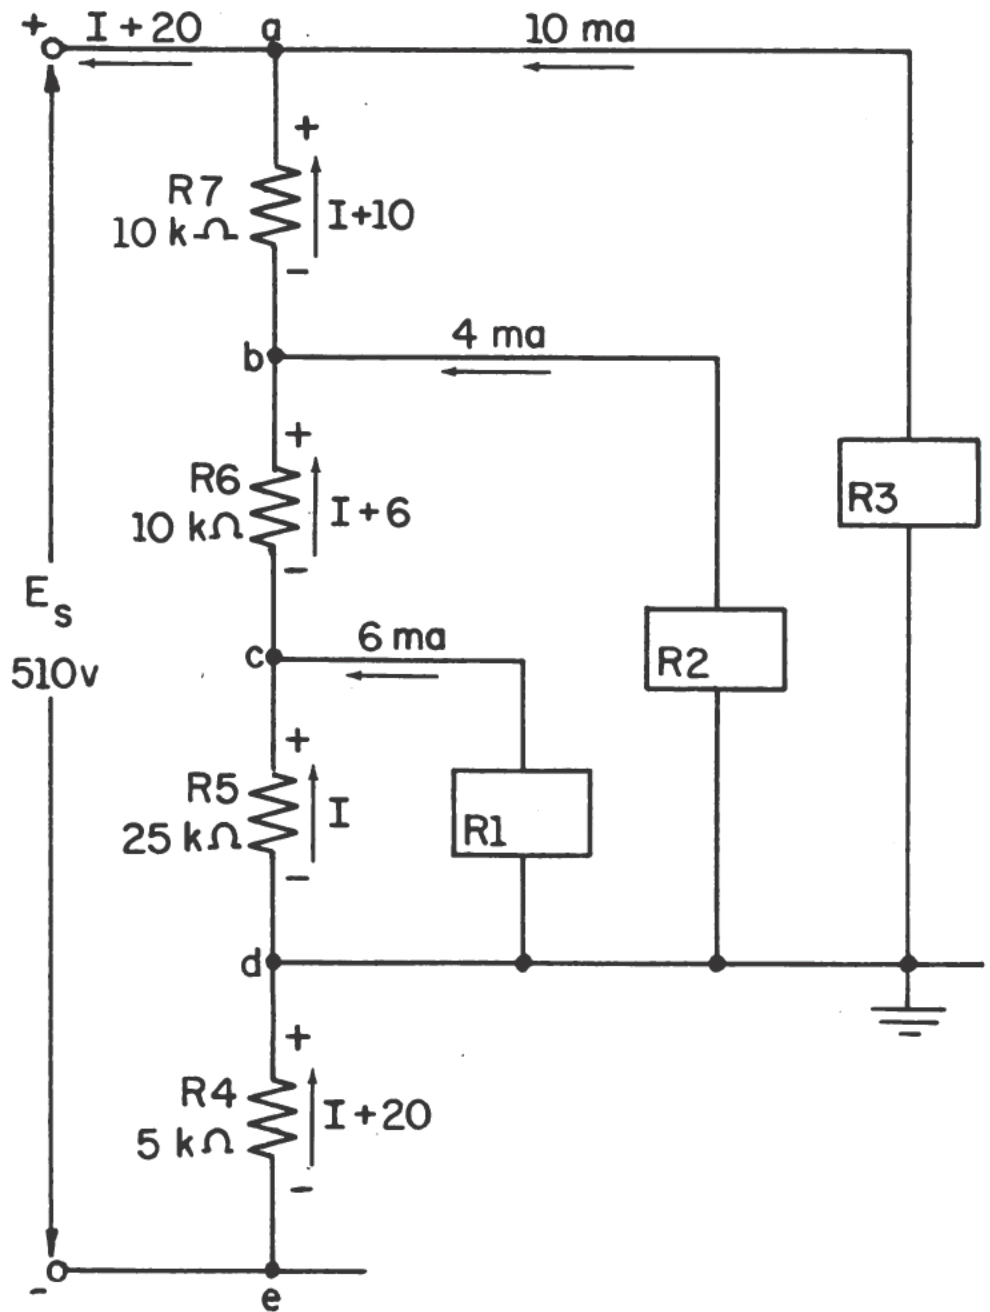 +
I + 20
a
10 ma
+
R7
10 kΩ
I+10
−
b
4 ma
+
R6
10 kΩ
I + 6
−
R3
Es
510v
c
6 ma
R2
+
R5
25 kΩ
I
−
R1
d
+
R4
5 kΩ
I + 20
−
-
e